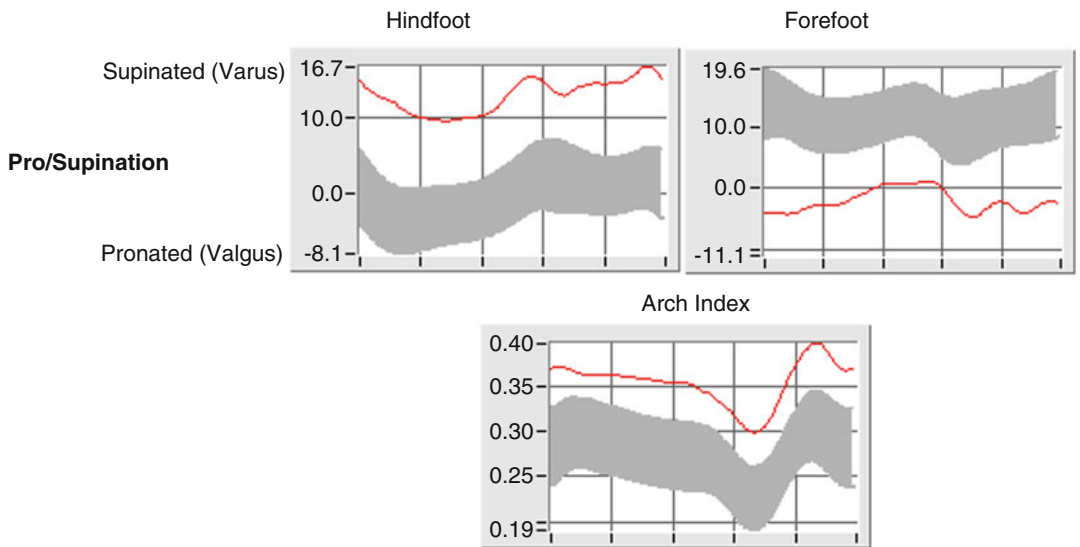 Hindfoot
Forefoot
Supinated (Varus)
16.7
10.0
0.0
-8.1
Pro/Supination
Pronated (Valgus)
19.6
10.0
0.0
-11.1
Arch Index
0.40
0.35
0.30
0.25
0.19